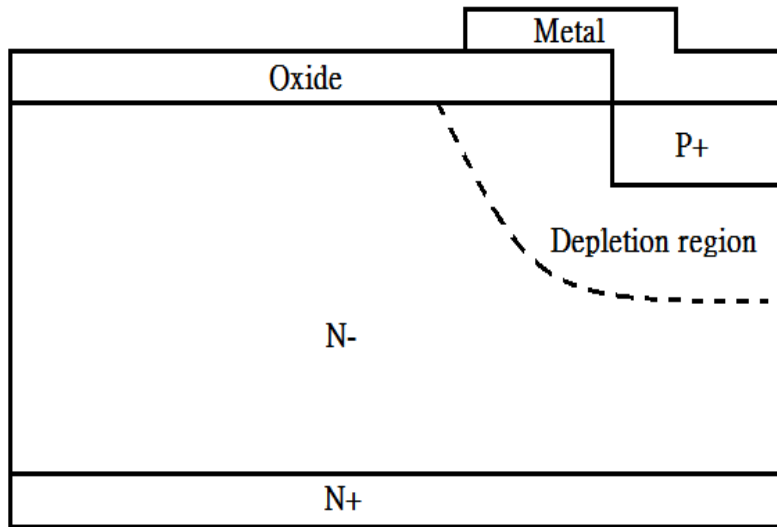 Metal
Oxide
P+
Depletion region
N-
N+